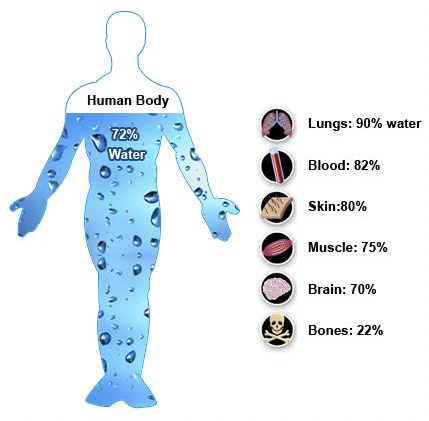 Human Body
72%
Water
Lungs: 90% water
Blood: 82%
Skin:80%
Muscle: 75%
Brain: 70%
Bones: 22%